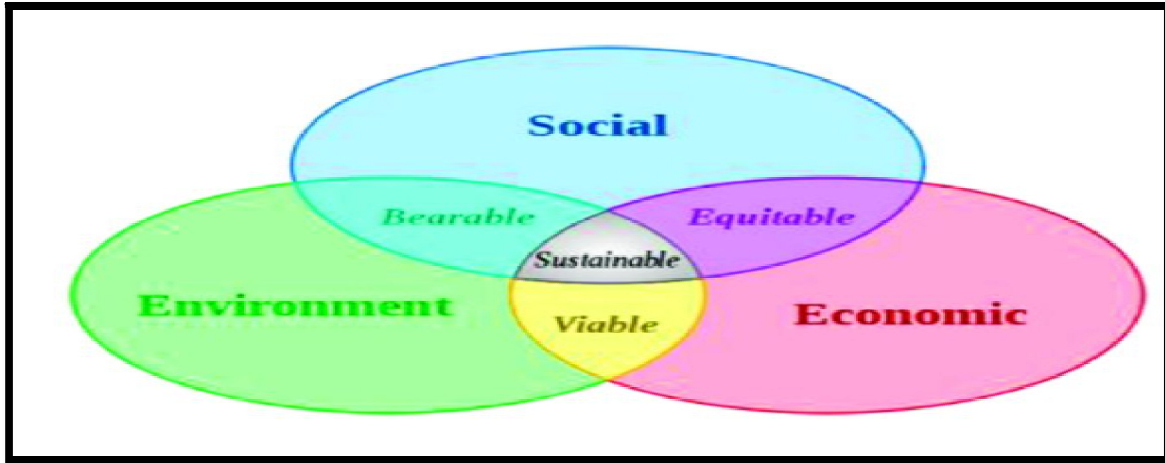 Social
Bearable
Equitable
Sustainable
Environment
Economic
Viable